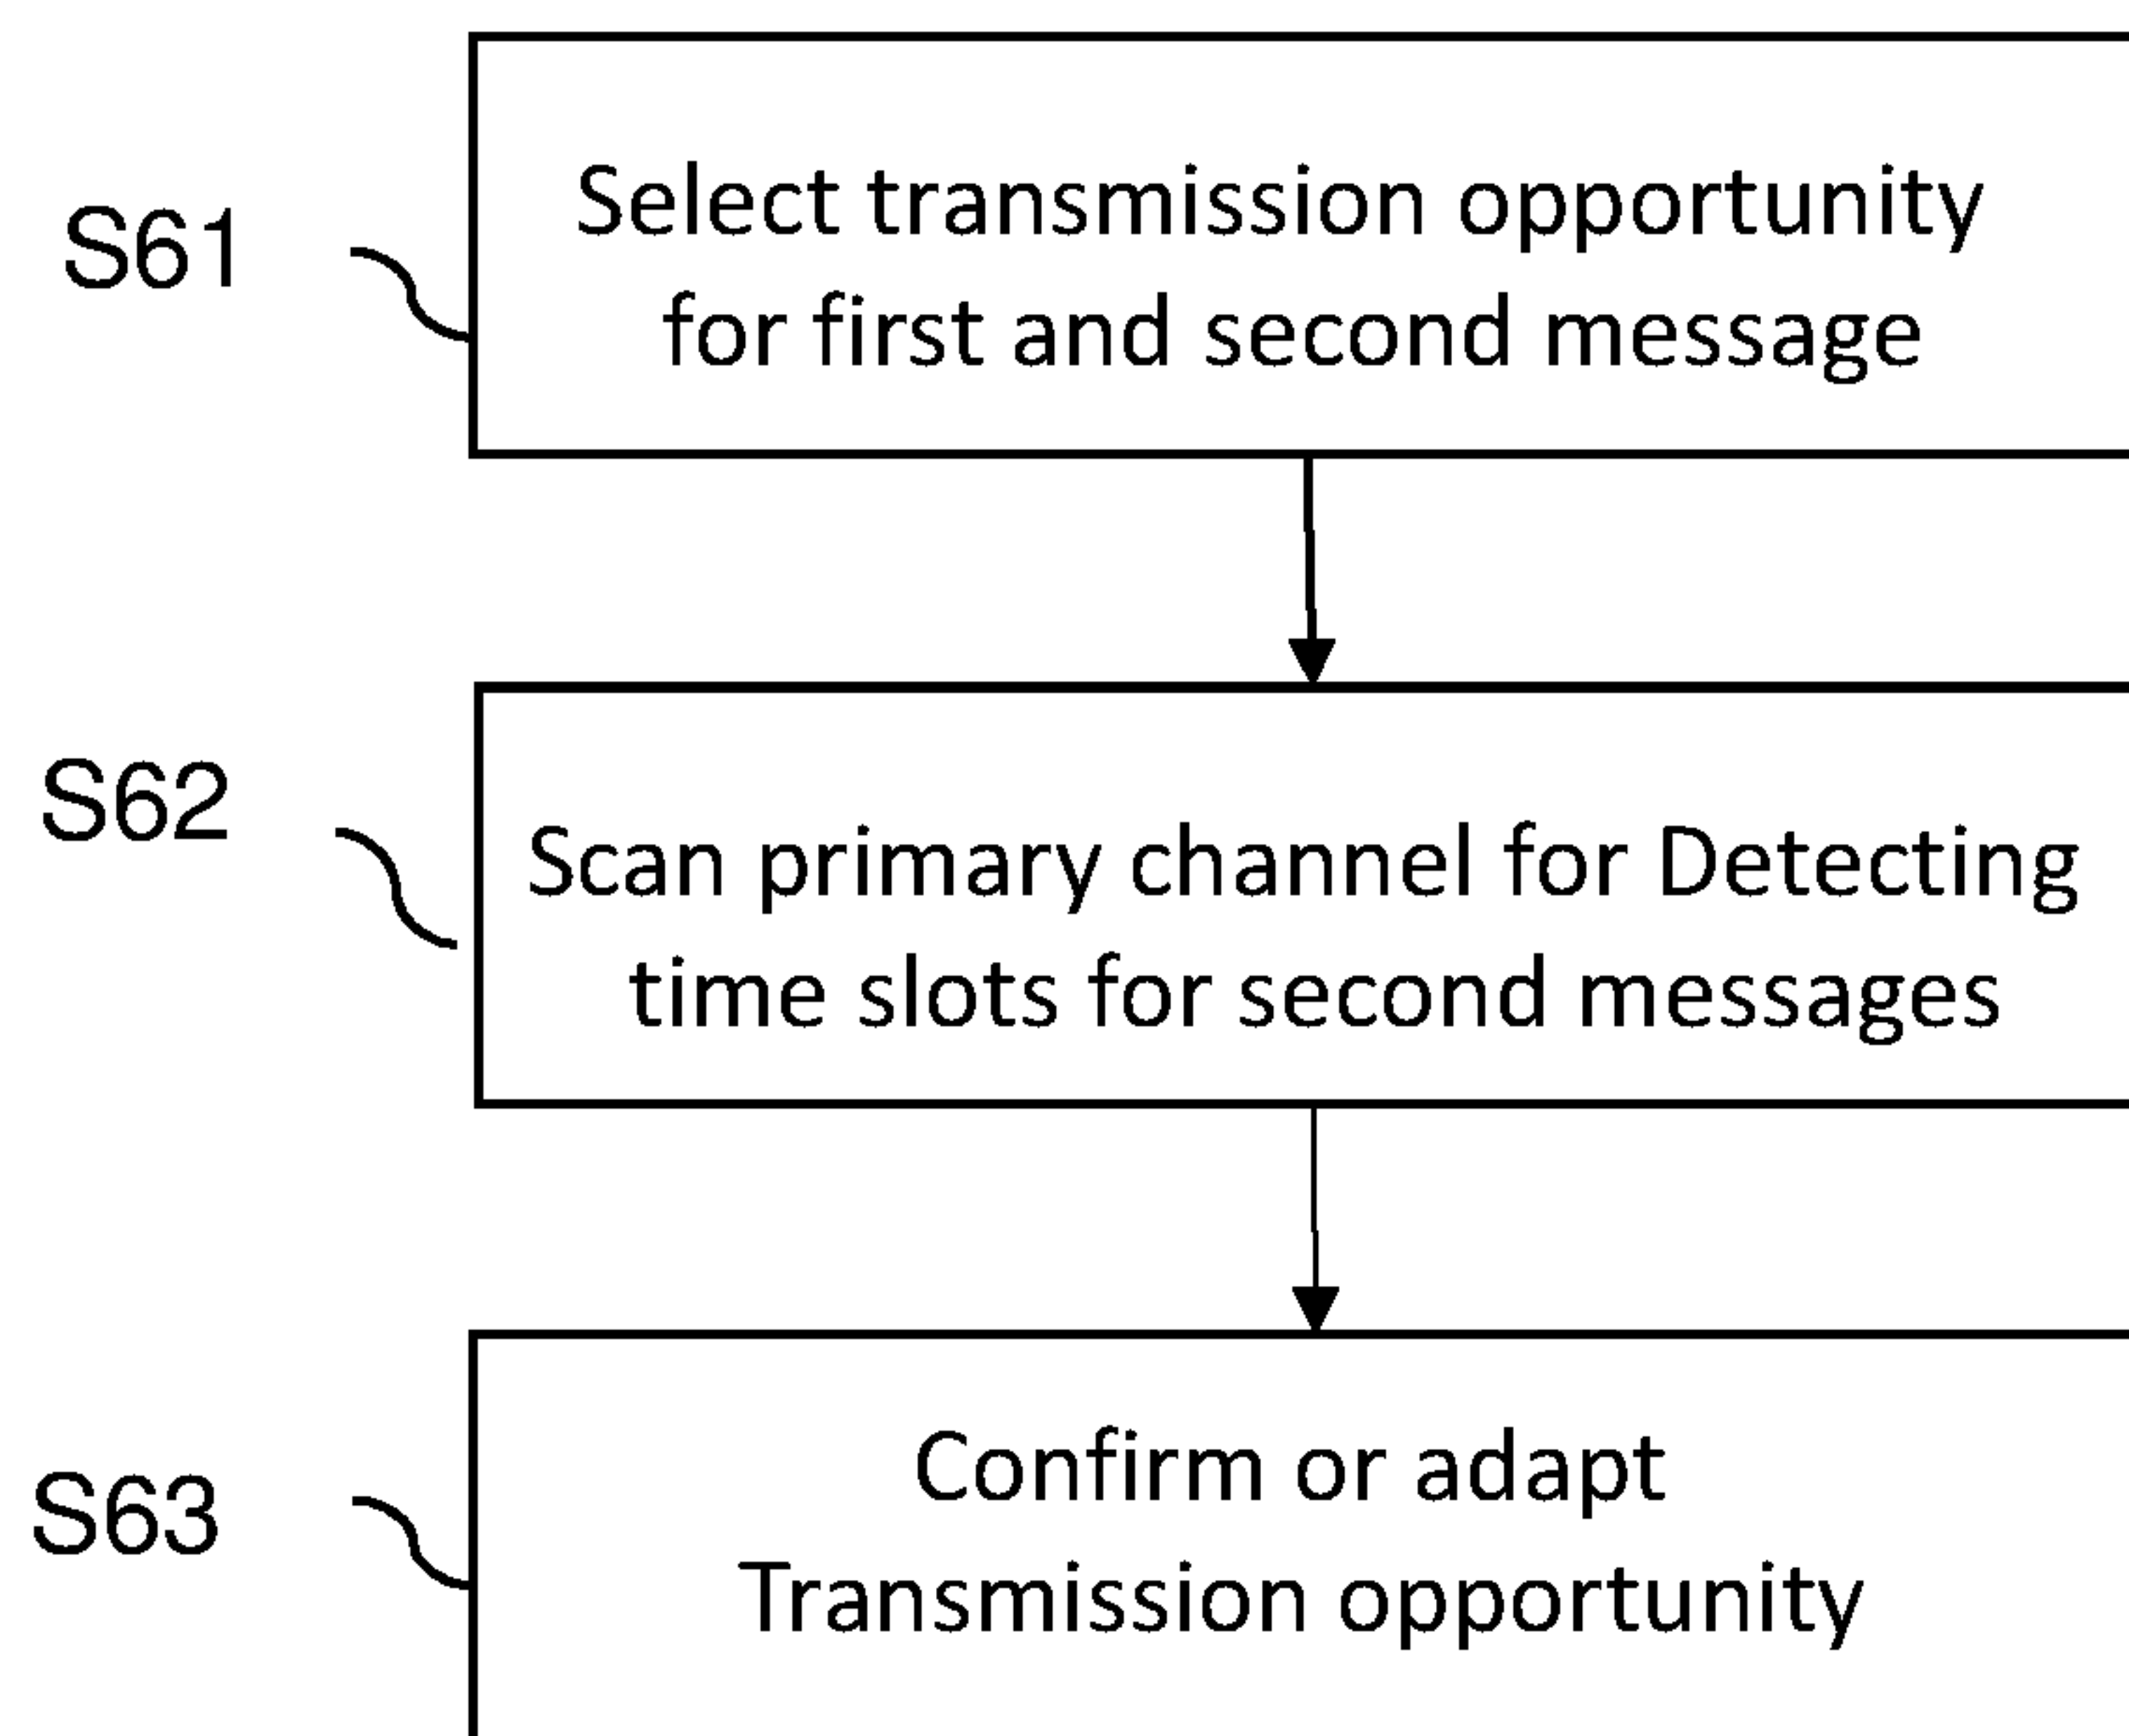 S61
Select transmission opportunity
for first and second message
S62
Scan primary channel for Detecting
time slots for second messages
S63
Confirm or adapt
Transmission opportunity